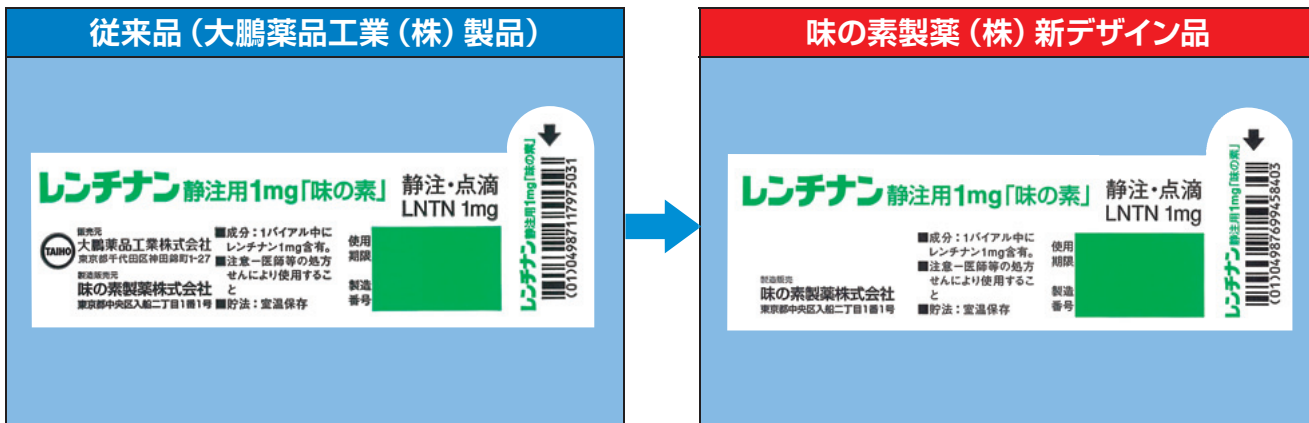 従来品（大鵬薬品工業（株）製品）
レンチナン静注用1mg「味の素」
静注・点滴
LNTN 1mg
販売元
TAIHO
大鵬薬品工業株式会社
東京都千代田区神田錦町1-27
製造販売元
味の素製薬株式会社
東京都中央区入船二丁目1番1号
■成分：1バイアル中に
レンチナン1mg含有。
■注意－医師等の処方
せんにより使用するこ
と
■貯法：室温保存
使用
期限
製造
番号
レンチナン静注用1mg「味の素」
(01)04987117975031
味の素製薬（株）新デザイン品
レンチナン静注用1mg「味の素」
静注・点滴
LNTN 1mg
製造販売
味の素製薬株式会社
東京都中央区入船二丁目1番1号
■成分：1バイアル中に
レンチナン1mg含有。
■注意－医師等の処方
せんにより使用するこ
と
■貯法：室温保存
使用
期限
製造
番号
レンチナン静注用1mg「味の素」
(01)04987699458403